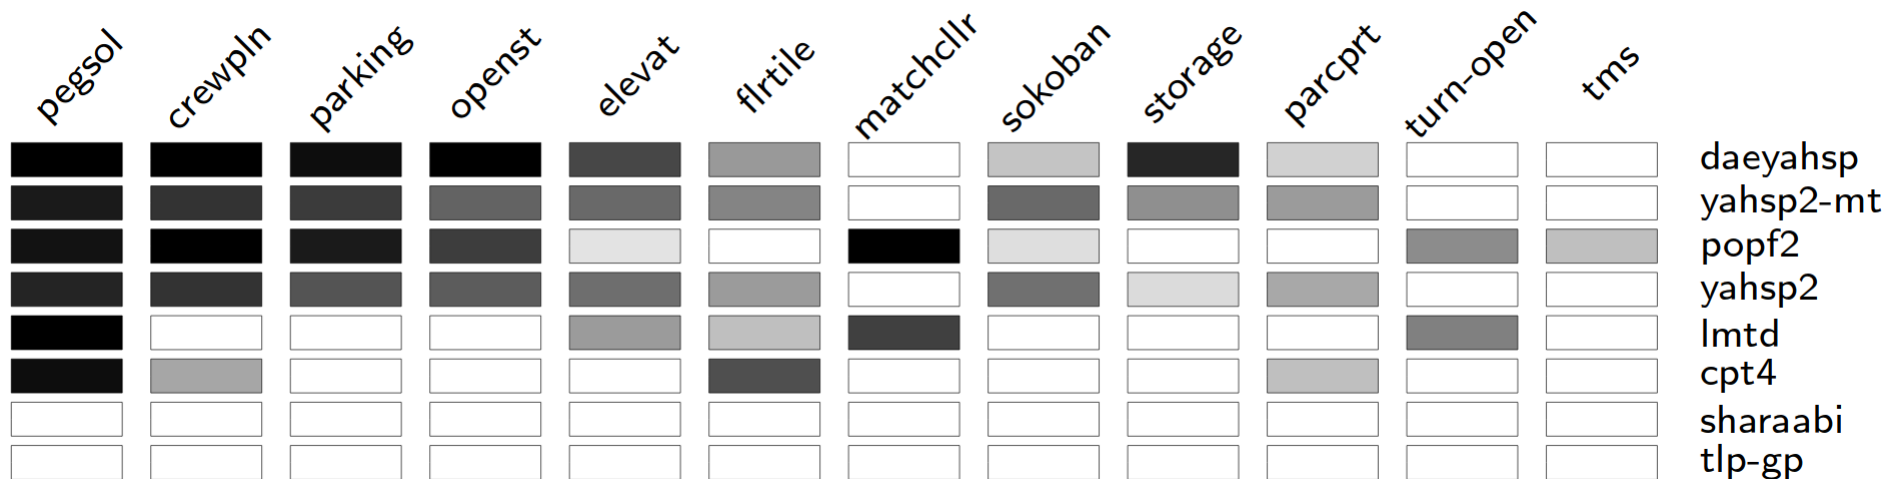 pegsol
crewpln
parking
openst
elevat
flrtile
matchcllr
sokoban
storage
parcprt
turn-open
tms
daeyahsp
yahsp2-mt
popf2
yahsp2
lmtd
cpt4
sharaabi
tlp-gp